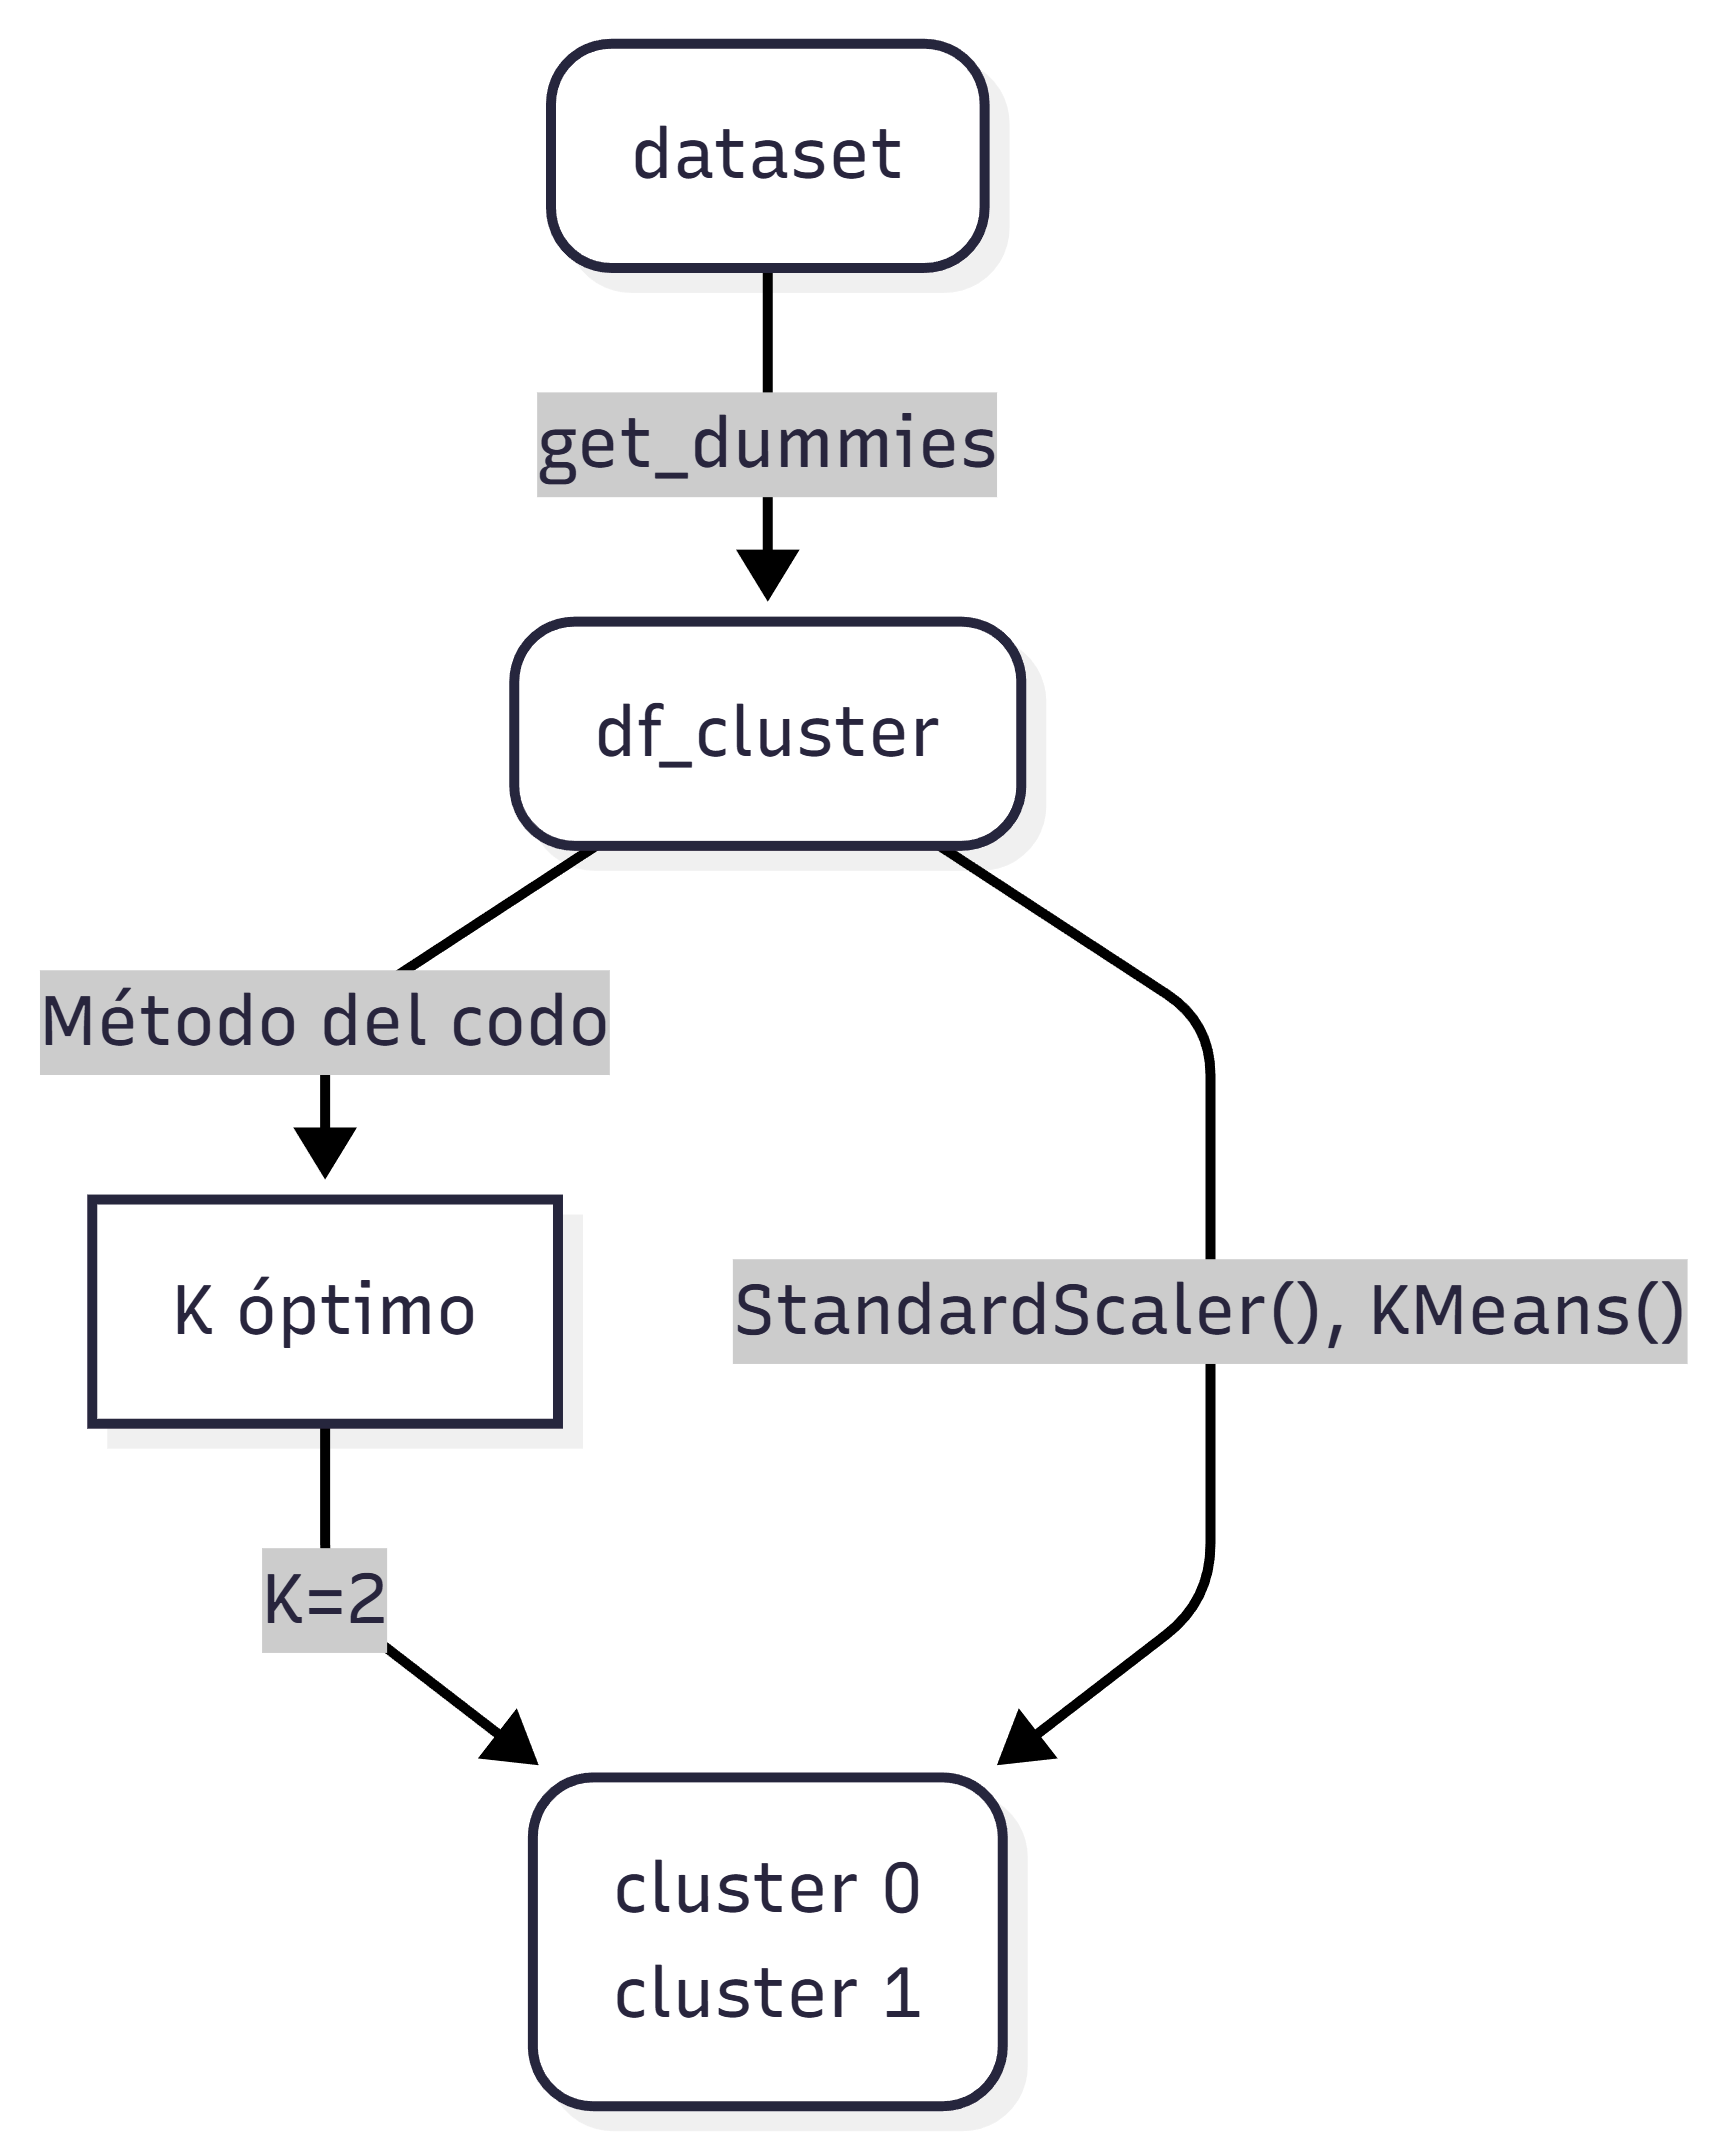 dataset
get_dummies
df_cluster
Método del codo
K óptimo
StandardScaler(), KMeans()
K=2
cluster 0
cluster 1